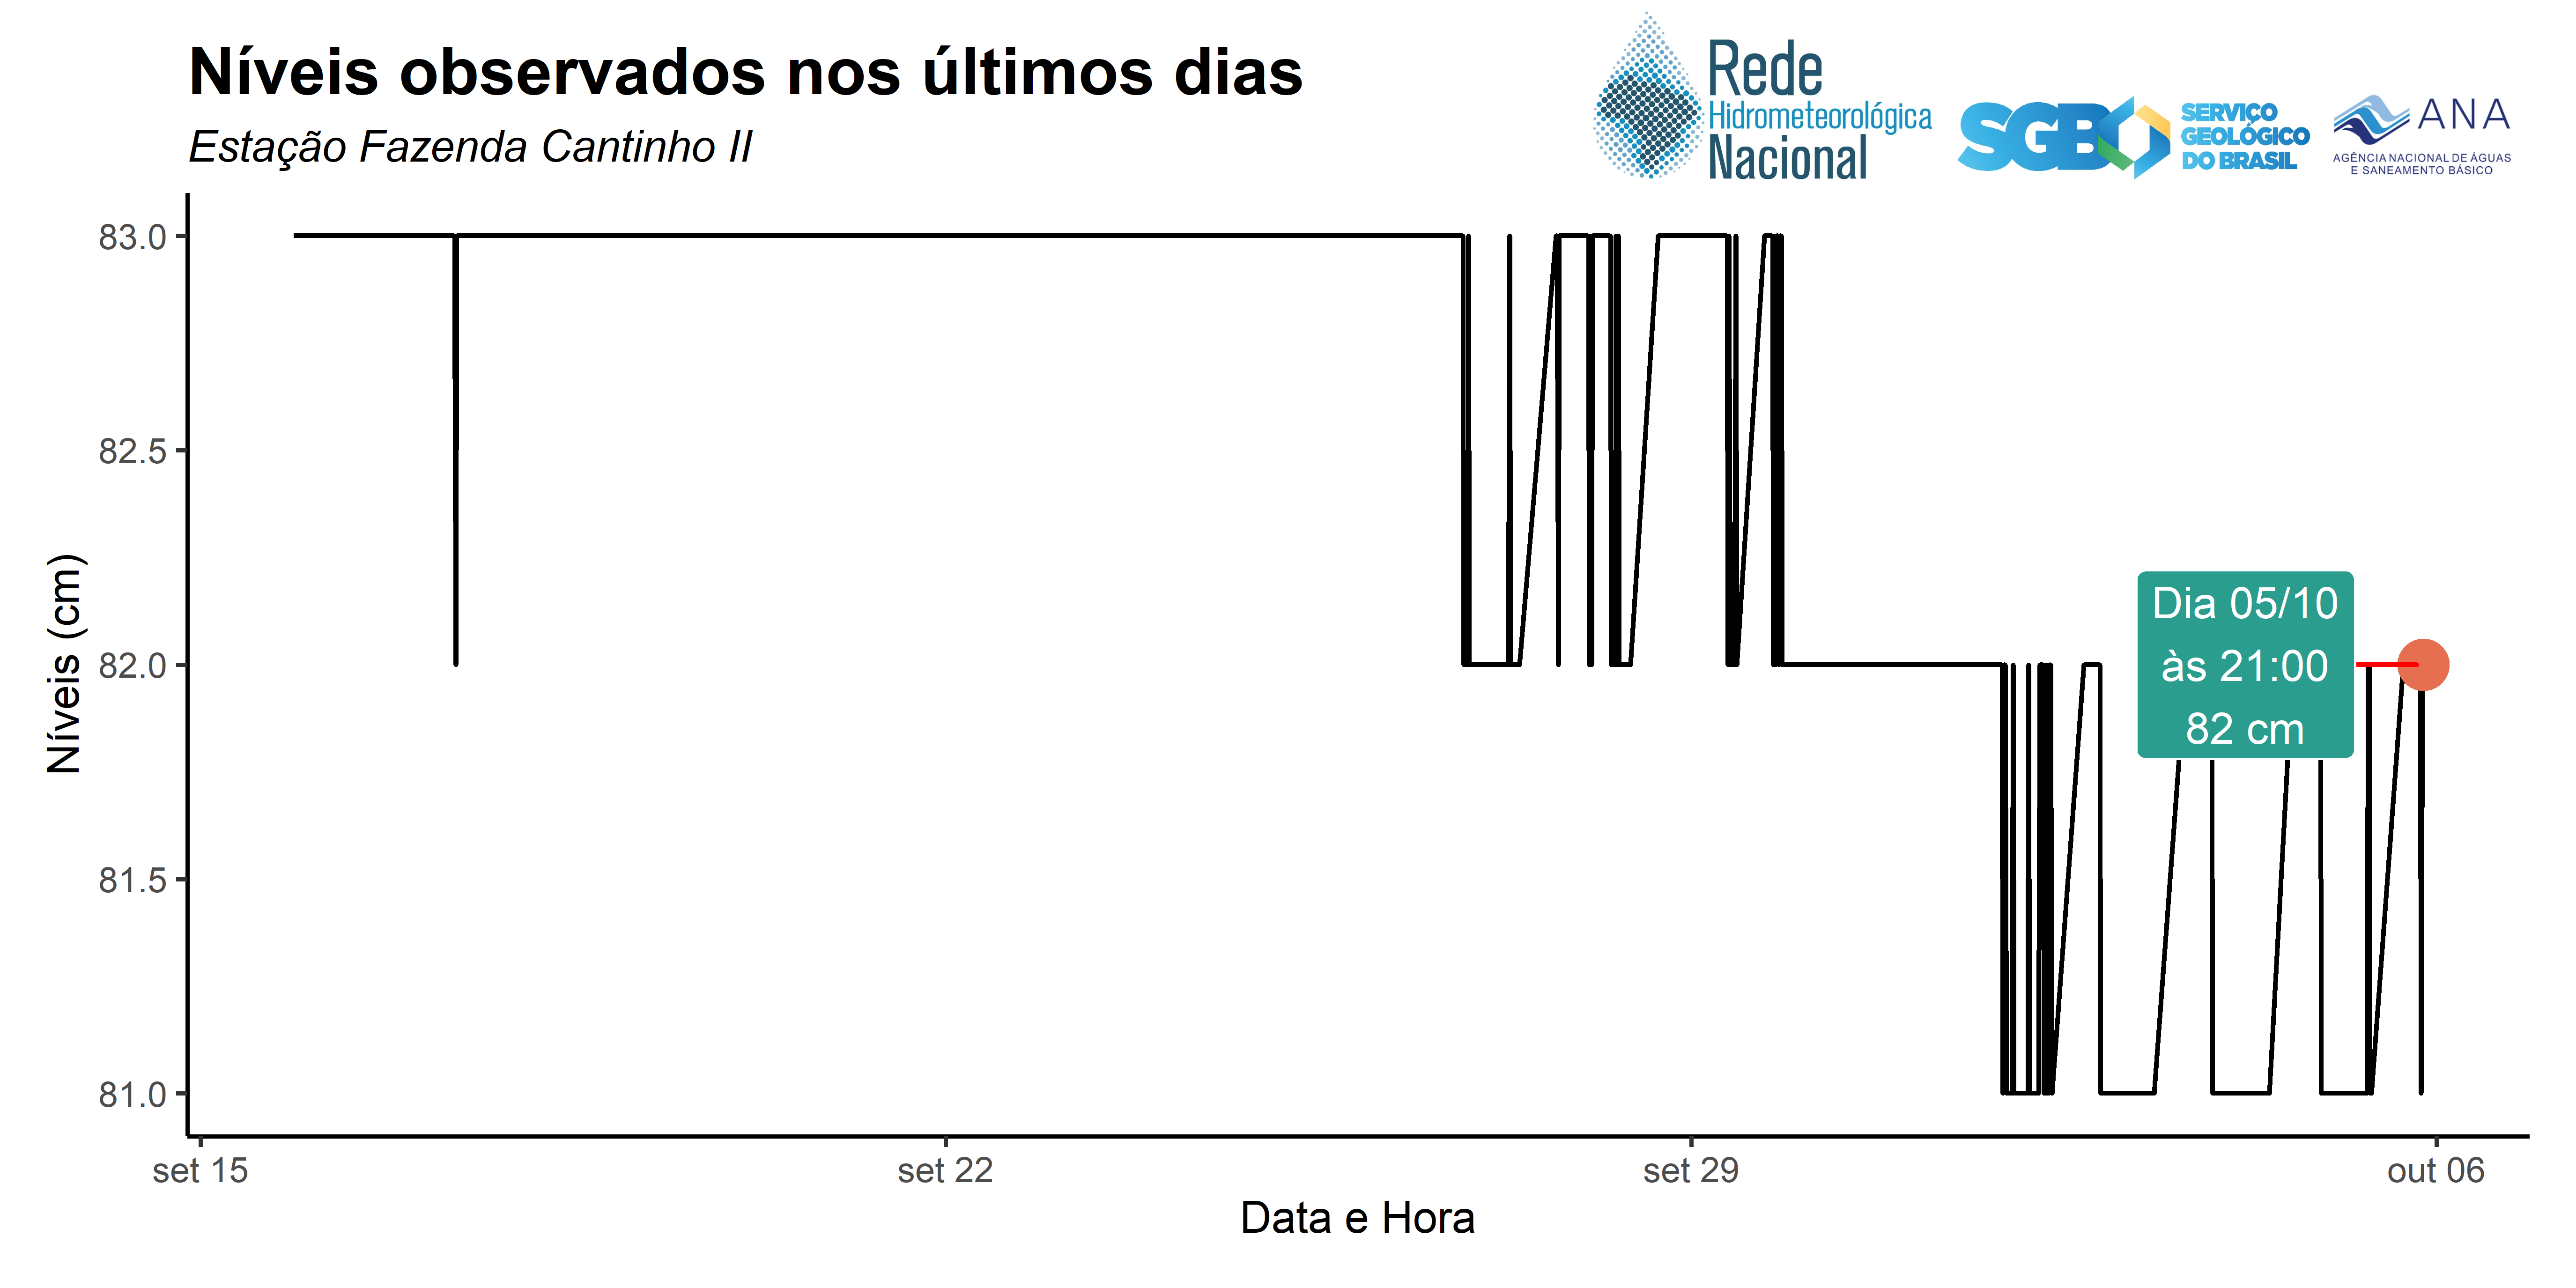 Níveis observados nos últimos dias
Estação Fazenda Cantinho II
Rede
Hidrometeorológica
Nacional
SGB
SERVIÇO
GEOLÓGICO
DO BRASIL
ANA
AGÊNCIA NACIONAL DE ÁGUAS
E SANEAMENTO BÁSICO
Níveis (cm)
83.0
82.5
82.0
81.5
81.0
Dia 05/10
às 21:00
82 cm
set 15
set 22
set 29
out 06
Data e Hora